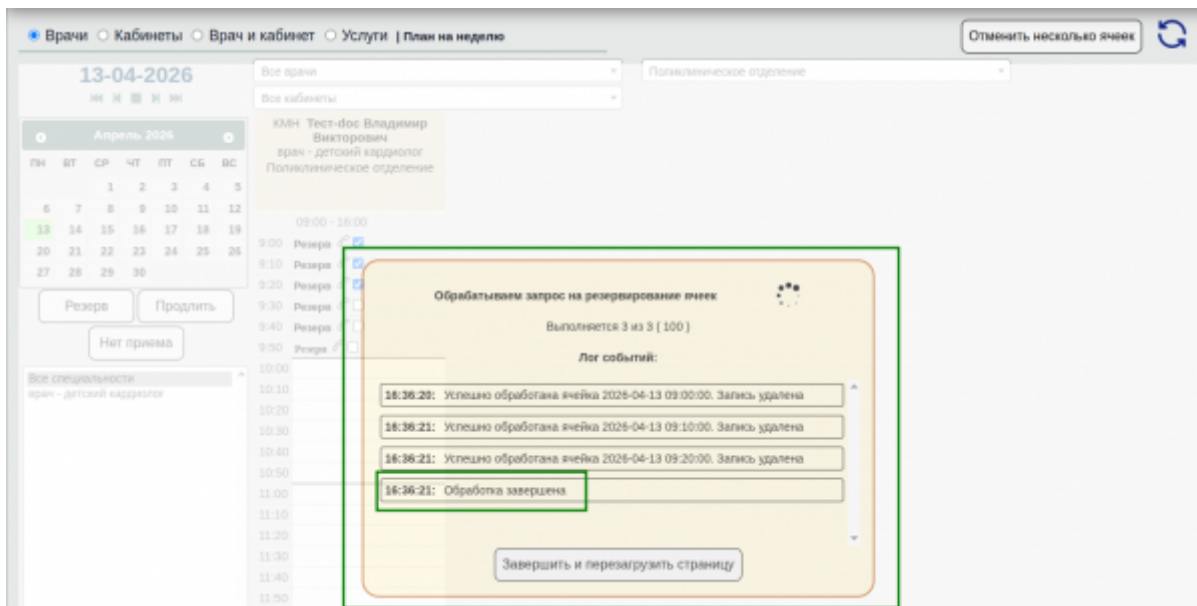 Врачи Кабинеты Врач и кабинет Услуги | План на неделю
Отменить несколько ячеек
13-04-2026
Все врачи
Поликлиническое отделение
Все кабинеты
Апрель 2026
ПН ВТ СР ЧТ ПТ СБ ВС
1 2 3 4 5
6 7 8 9 10 11 12
13 14 15 16 17 18 19
20 21 22 23 24 25 26
27 28 29 30
Резерв Продлить
Нет приема
Все специальности
врач - детский кардиолог
КМН Тест-doc Владимир
Викторович
врач - детский кардиолог
Поликлиническое отделение
09:00 - 16:00
9:00 Резерв
9:10 Резерв
9:20 Резерв
9:30 Резерв
9:40 Резерв
9:50 Резерв
10:00
10:10
10:20
10:30
10:40
10:50
11:00
11:10
11:20
11:30
11:40
11:50
Обрабатываем запрос на резервирование ячеек
Выполняется 3 из 3 ( 100 )
Лог событий:
16:36:20: Успешно обработана ячейка 2026-04-13 09:00:00. Запись удалена
16:36:21: Успешно обработана ячейка 2026-04-13 09:10:00. Запись удалена
16:36:21: Успешно обработана ячейка 2026-04-13 09:20:00. Запись удалена
16:36:21: Обработка завершена
Завершить и перезагрузить страницу